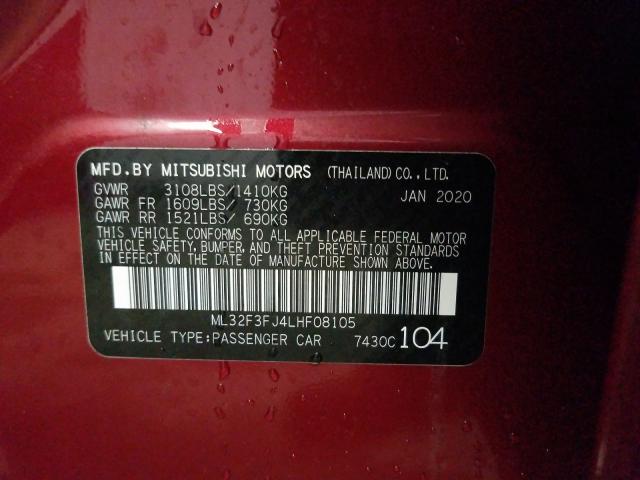 MFD.BY MITSUBISHI MOTORS (THAILAND) CO., LTD.
GVWR 3108LBS/1410KG JAN 2020
GAWR FR 1609LBS/ 730KG
GAWR RR 1521LBS/ 690KG
THIS VEHICLE CONFORMS TO ALL APPLICABLE FEDERAL MOTOR
VEHICLE SAFETY, BUMPER, AND THEFT PREVENTION STANDARDS
IN EFFECT ON THE DATE OF MANUFACTURE SHOWN ABOVE.
ML32F3FJ4LHF08105
VEHICLE TYPE:PASSENGER CAR 7430C 104